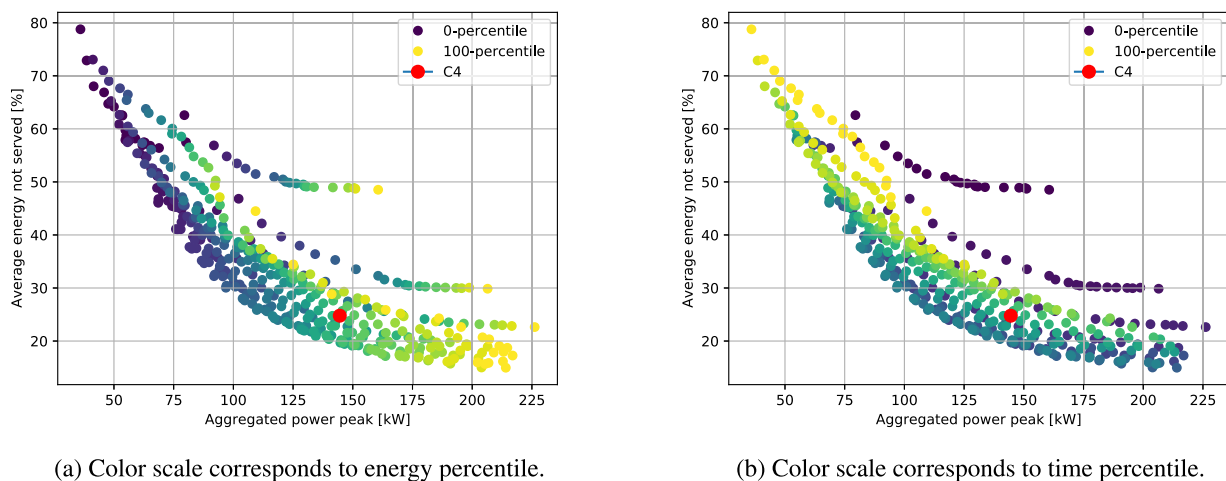 80
70
60
50
40
30
20
Average energy not served [%]
0-percentile
100-percentile
C4
50 75 100 125 150 175 200 225
Aggregated power peak [kW]
(a) Color scale corresponds to energy percentile.
80
70
60
50
40
30
20
Average energy not served [%]
0-percentile
100-percentile
C4
50 75 100 125 150 175 200 225
Aggregated power peak [kW]
(b) Color scale corresponds to time percentile.